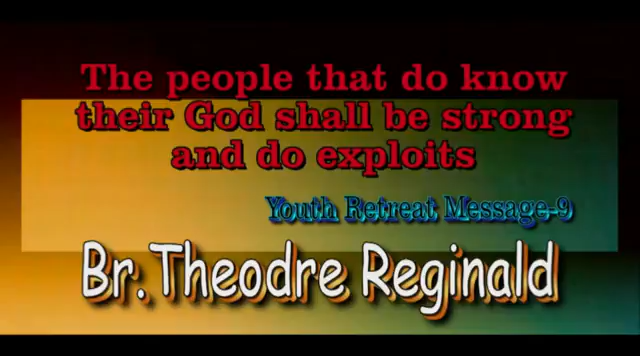 The people that do know
their God shall be strong
and do exploits
Youth Retreat Message-9
Br.Theodre Reginald